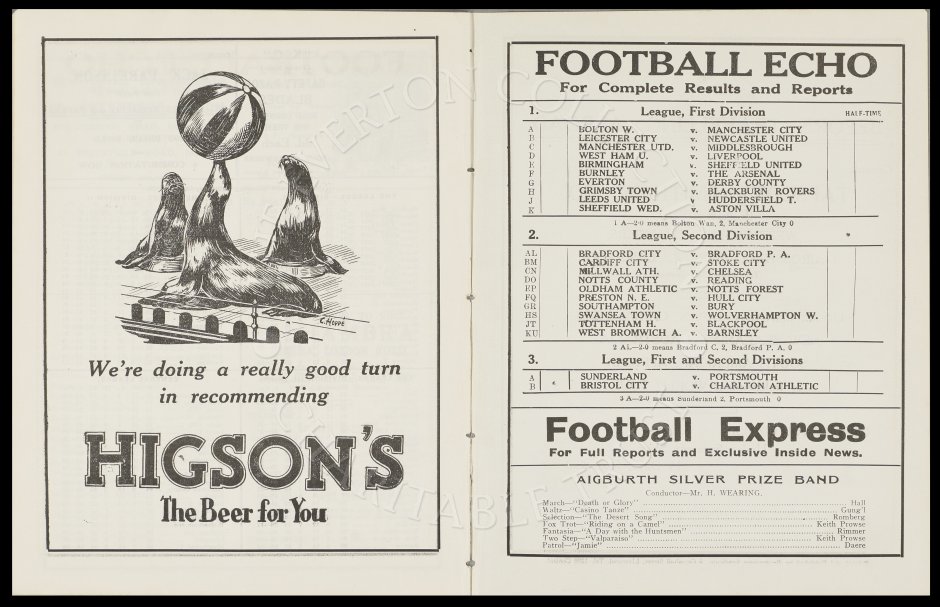 C. HOPPÉ
We're doing a really good turn
in recommending
HIGSON'S
The Beer for You
FOOTBALL ECHO
For Complete Results and Reports
1. League, First Division HALF-TIME
A BOLTON W. v. MANCHESTER CITY
B LEICESTER CITY v. NEWCASTLE UNITED
C MANCHESTER UTD. v. MIDDLESBROUGH
D WEST HAM U. v. LIVERPOOL
E BIRMINGHAM v. SHEFFIELD UNITED
F BURNLEY v. THE ARSENAL
G EVERTON v. DERBY COUNTY
H GRIMSBY TOWN v. BLACKBURN ROVERS
J LEEDS UNITED v HUDDERSFIELD T.
K SHEFFIELD WED. v. ASTON VILLA
1 A—2-0 means Bolton Wan, 2, Manchester City 0
2. League, Second Division
AL BRADFORD CITY v. BRADFORD P. A.
BM CARDIFF CITY v. STOKE CITY
CN MILLWALL ATH. v. CHELSEA
DO NOTTS COUNTY v. READING
EP OLDHAM ATHLETIC v. NOTTS FOREST
FQ PRESTON N. E. v. HULL CITY
GR SOUTHAMPTON v. BURY
HS SWANSEA TOWN v. WOLVERHAMPTON W.
JT TOTTENHAM H. v. BLACKPOOL
KU WEST BROMWICH A. v. BARNSLEY
2 AL—2-0 means Bradford C. 2, Bradford P. A. 0
3. League, First and Second Divisions
A SUNDERLAND v. PORTSMOUTH
B BRISTOL CITY v. CHARLTON ATHLETIC
3 A—2-0 means Sunderland 2, Portsmouth 0
Football Express
For Full Reports and Exclusive Inside News.
AIGBURTH SILVER PRIZE BAND
Conductor—Mr. H. WEARING.
March—"Death or Glory" Hall
Waltz—"Casino Tanze" Gung'l
Selection—"The Desert Song" Romberg
Fox Trot—"Riding on a Camel" Keith Prowse
Fantasia—"A Day with the Huntsmen" Rimmer
Two Step—"Valparaiso" Keith Prowse
Patrol—"Jamie" Daere
EVERTON COLLECTION
CHARITABLE TRUST